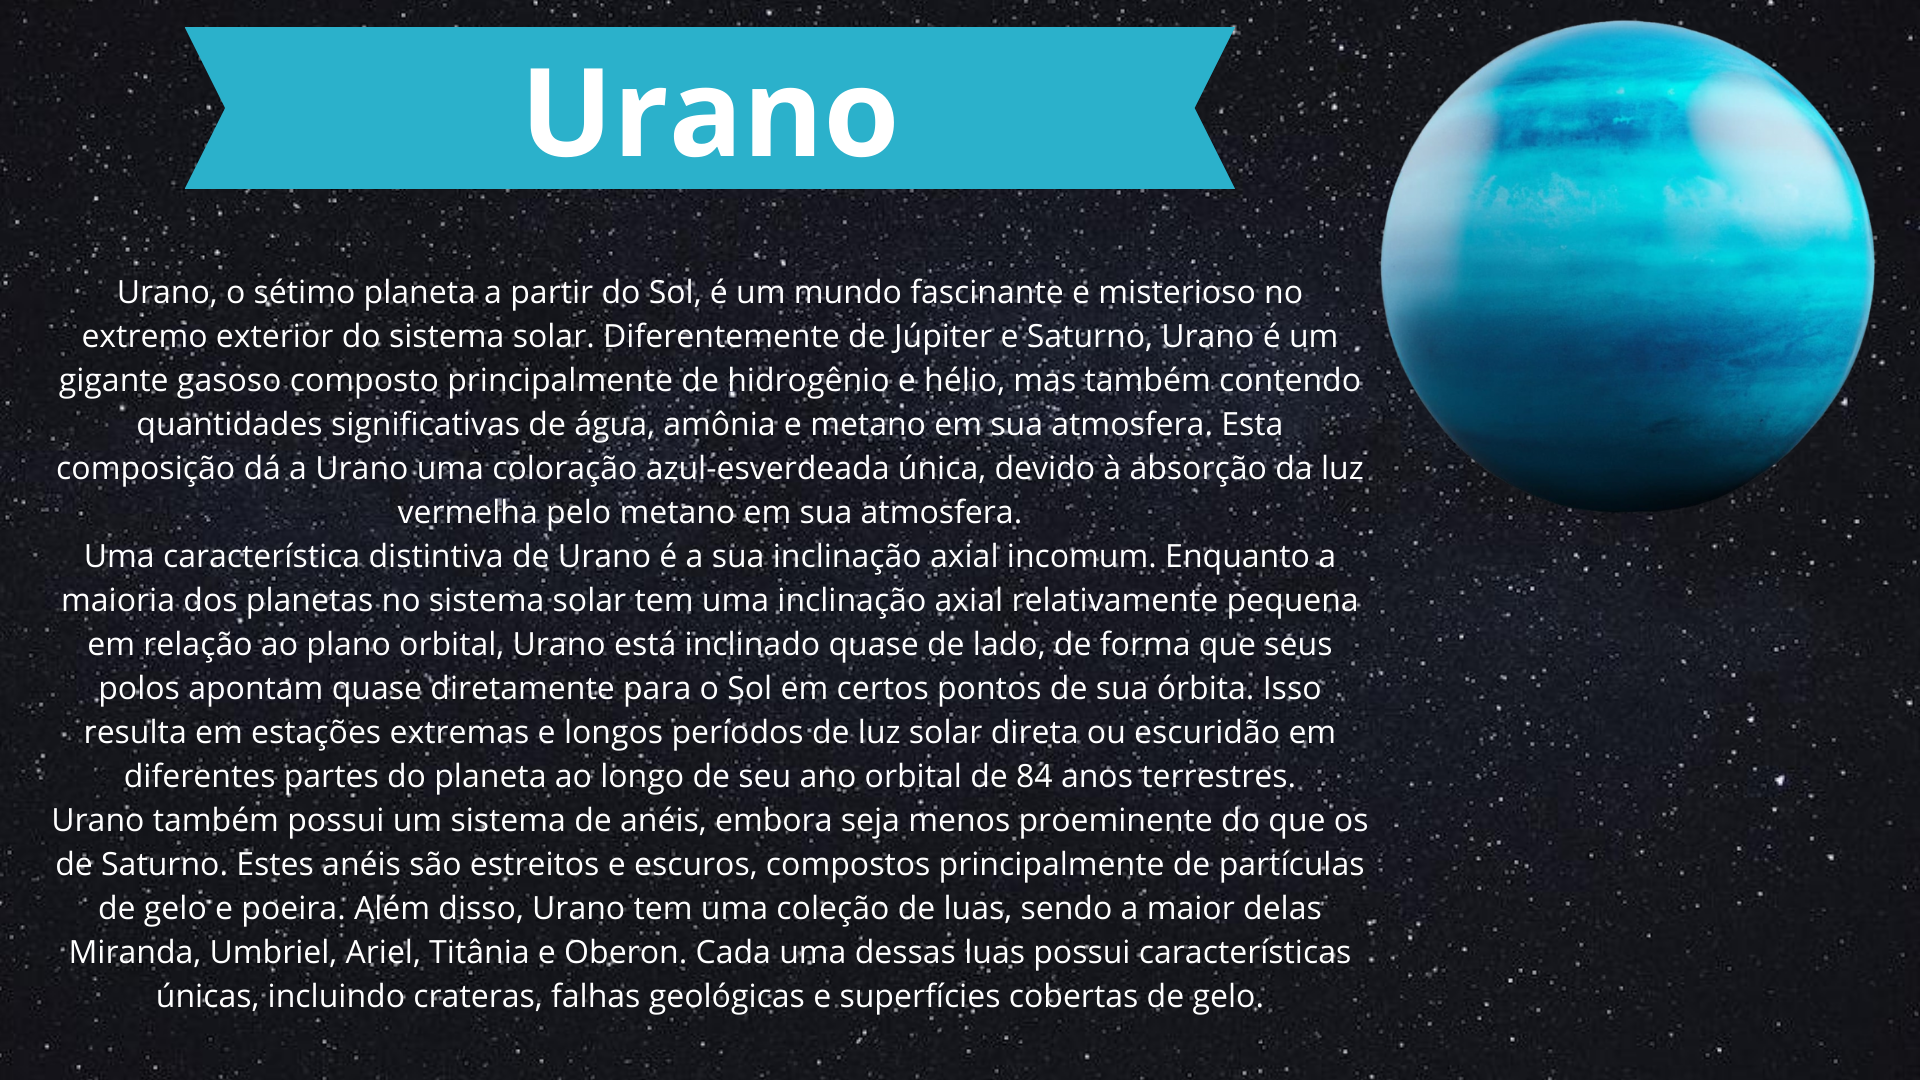 Urano
Urano, o sétimo planeta a partir do Sol, é um mundo fascinante e misterioso no
extremo exterior do sistema solar. Diferentemente de Júpiter e Saturno, Urano é um
gigante gasoso composto principalmente de hidrogênio e hélio, mas também contendo
quantidades significativas de água, amônia e metano em sua atmosfera. Esta
composição dá a Urano uma coloração azul-esverdeada única, devido à absorção da luz
vermelha pelo metano em sua atmosfera.
Uma característica distintiva de Urano é a sua inclinação axial incomum. Enquanto a
maioria dos planetas no sistema solar tem uma inclinação axial relativamente pequena
em relação ao plano orbital, Urano está inclinado quase de lado, de forma que seus
polos apontam quase diretamente para o Sol em certos pontos de sua órbita. Isso
resulta em estações extremas e longos períodos de luz solar direta ou escuridão em
diferentes partes do planeta ao longo de seu ano orbital de 84 anos terrestres.
Urano também possui um sistema de anéis, embora seja menos proeminente do que os
de Saturno. Estes anéis são estreitos e escuros, compostos principalmente de partículas
de gelo e poeira. Além disso, Urano tem uma coleção de luas, sendo a maior delas
Miranda, Umbriel, Ariel, Titânia e Oberon. Cada uma dessas luas possui características
únicas, incluindo crateras, falhas geológicas e superfícies cobertas de gelo.